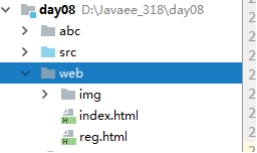 day08 D:\Javaee_318\day08
abc
src
web
img
index.html
reg.html